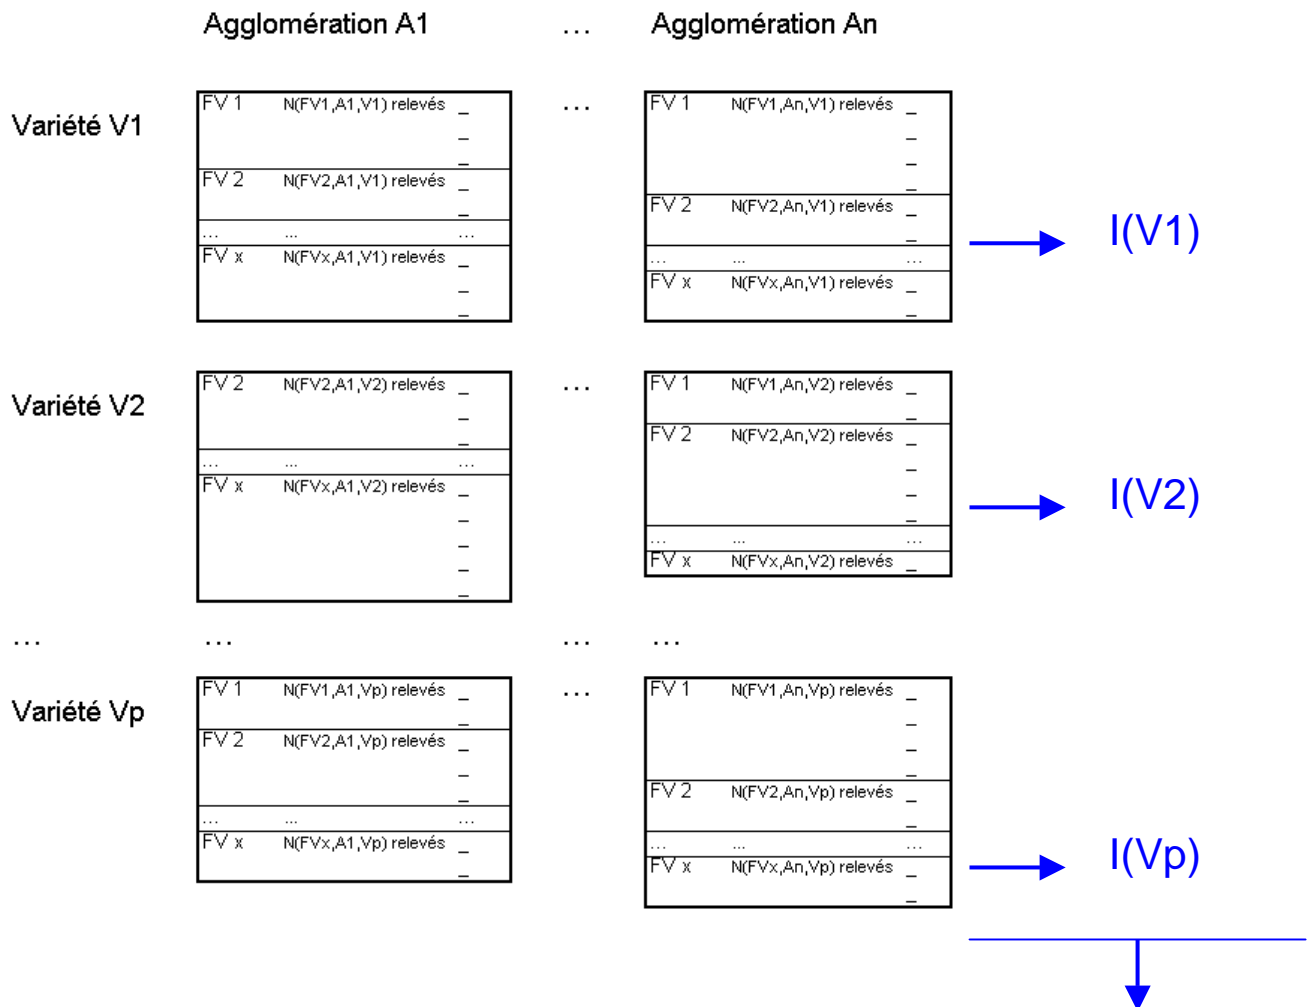 Agglomération A1 … Agglomération An
Variété V1
FV 1 N(FV1,A1,V1) relevés _
_
_
FV 2 N(FV2,A1,V1) relevés _
_
... ... ...
FV x N(FVx,A1,V1) relevés _
_
_
…
FV 1 N(FV1,An,V1) relevés _
_
_
_
FV 2 N(FV2,An,V1) relevés _
_
... ... ...
FV x N(FVx,An,V1) relevés _
_
I(V1)
Variété V2
FV 2 N(FV2,A1,V2) relevés _
_
_
... ... ...
FV x N(FVx,A1,V2) relevés _
_
_
_
_
…
FV 1 N(FV1,An,V2) relevés _
_
FV 2 N(FV2,An,V2) relevés _
_
_
_
... ... ...
FV x N(FVx,An,V2) relevés _
I(V2)
… … … …
Variété Vp
FV 1 N(FV1,A1,Vp) relevés _
_
FV 2 N(FV2,A1,Vp) relevés _
_
_
... ... ...
FV x N(FVx,A1,Vp) relevés _
_
…
FV 1 N(FV1,An,Vp) relevés _
_
_
_
FV 2 N(FV2,An,Vp) relevés _
_
... ... ...
FV x N(FVx,An,Vp) relevés _
_
I(Vp)